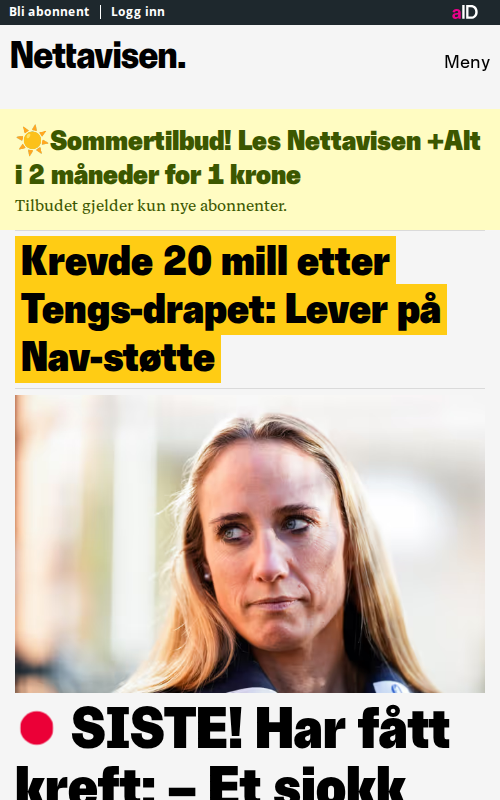 Bli abonnent | Logg inn
aID
Nettavisen.
Meny
☀️Sommertilbud! Les Nettavisen +Alt
i 2 måneder for 1 krone
Tilbudet gjelder kun nye abonnenter.
Krevde 20 mill etter
Tengs-drapet: Lever på
Nav-støtte
SISTE! Har fått
kreft: – Et sjokk